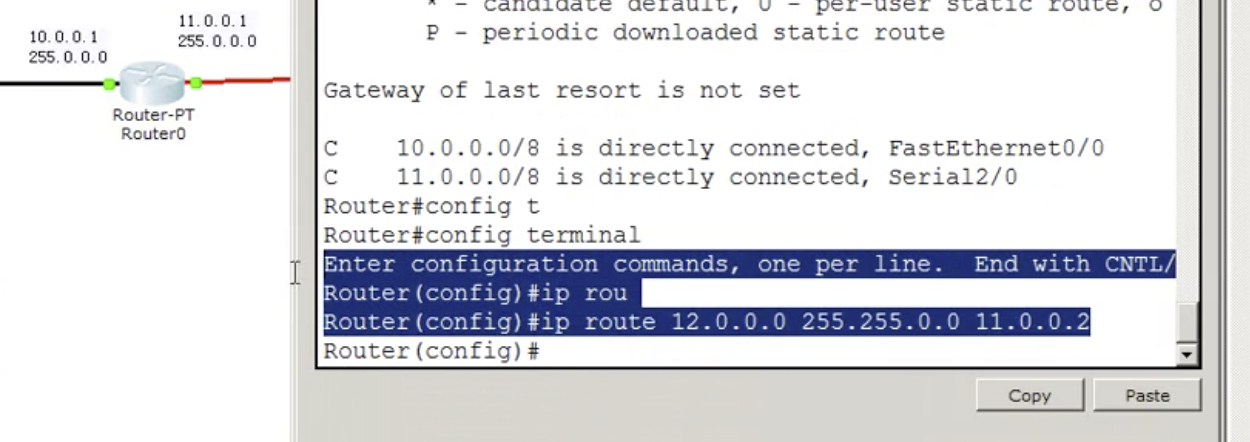 11.0.0.1
10.0.0.1
255.0.0.0
255.0.0.0
Router-PT
Router0
* - candidate default, U - per-user static route, o
P - periodic downloaded static route
Gateway of last resort is not set
C    10.0.0.0/8 is directly connected, FastEthernet0/0
C    11.0.0.0/8 is directly connected, Serial2/0
Router#config t
Router#config terminal
Enter configuration commands, one per line.  End with CNTL/
Router(config)#ip rou
Router(config)#ip route 12.0.0.0 255.255.0.0 11.0.0.2
Router(config)#
Copy
Paste